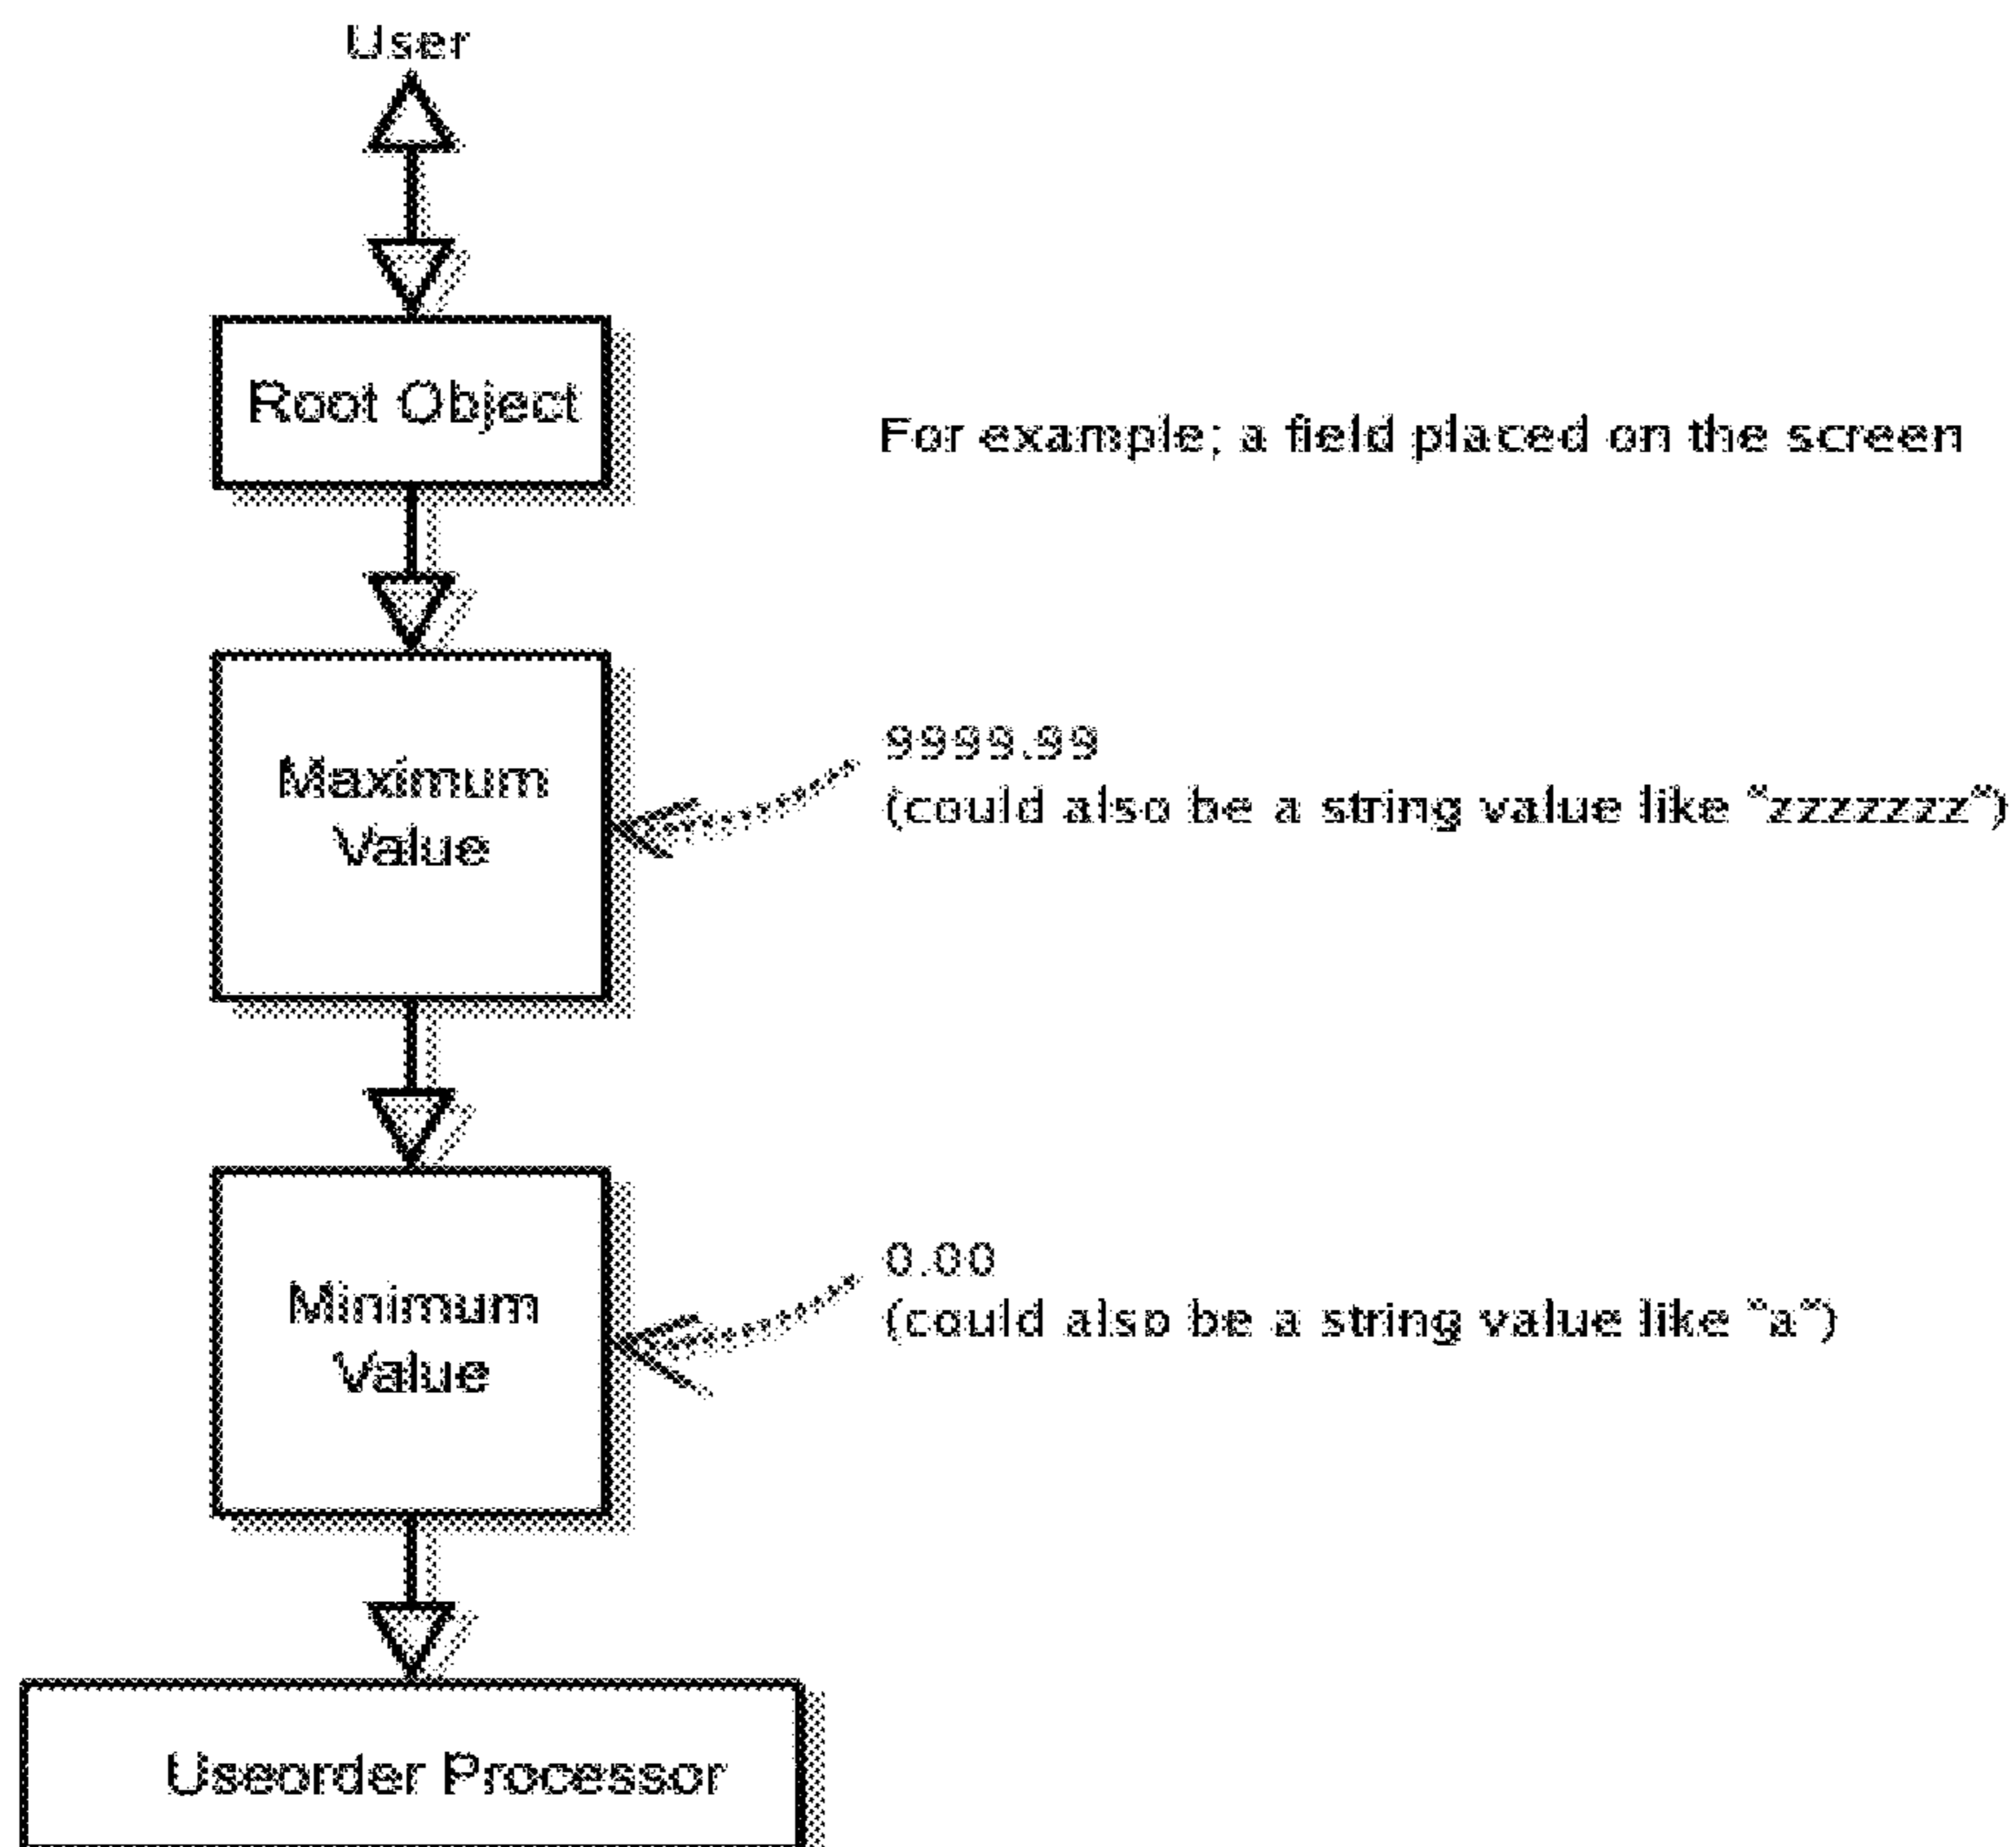 User
Root Object
For example; a field placed on the screen
Maximum
Value
9999.99
(could also be a string value like "zzzzzzz")
Minimum
Value
0.00
(could also be a string value like "a")
Useorder Processor